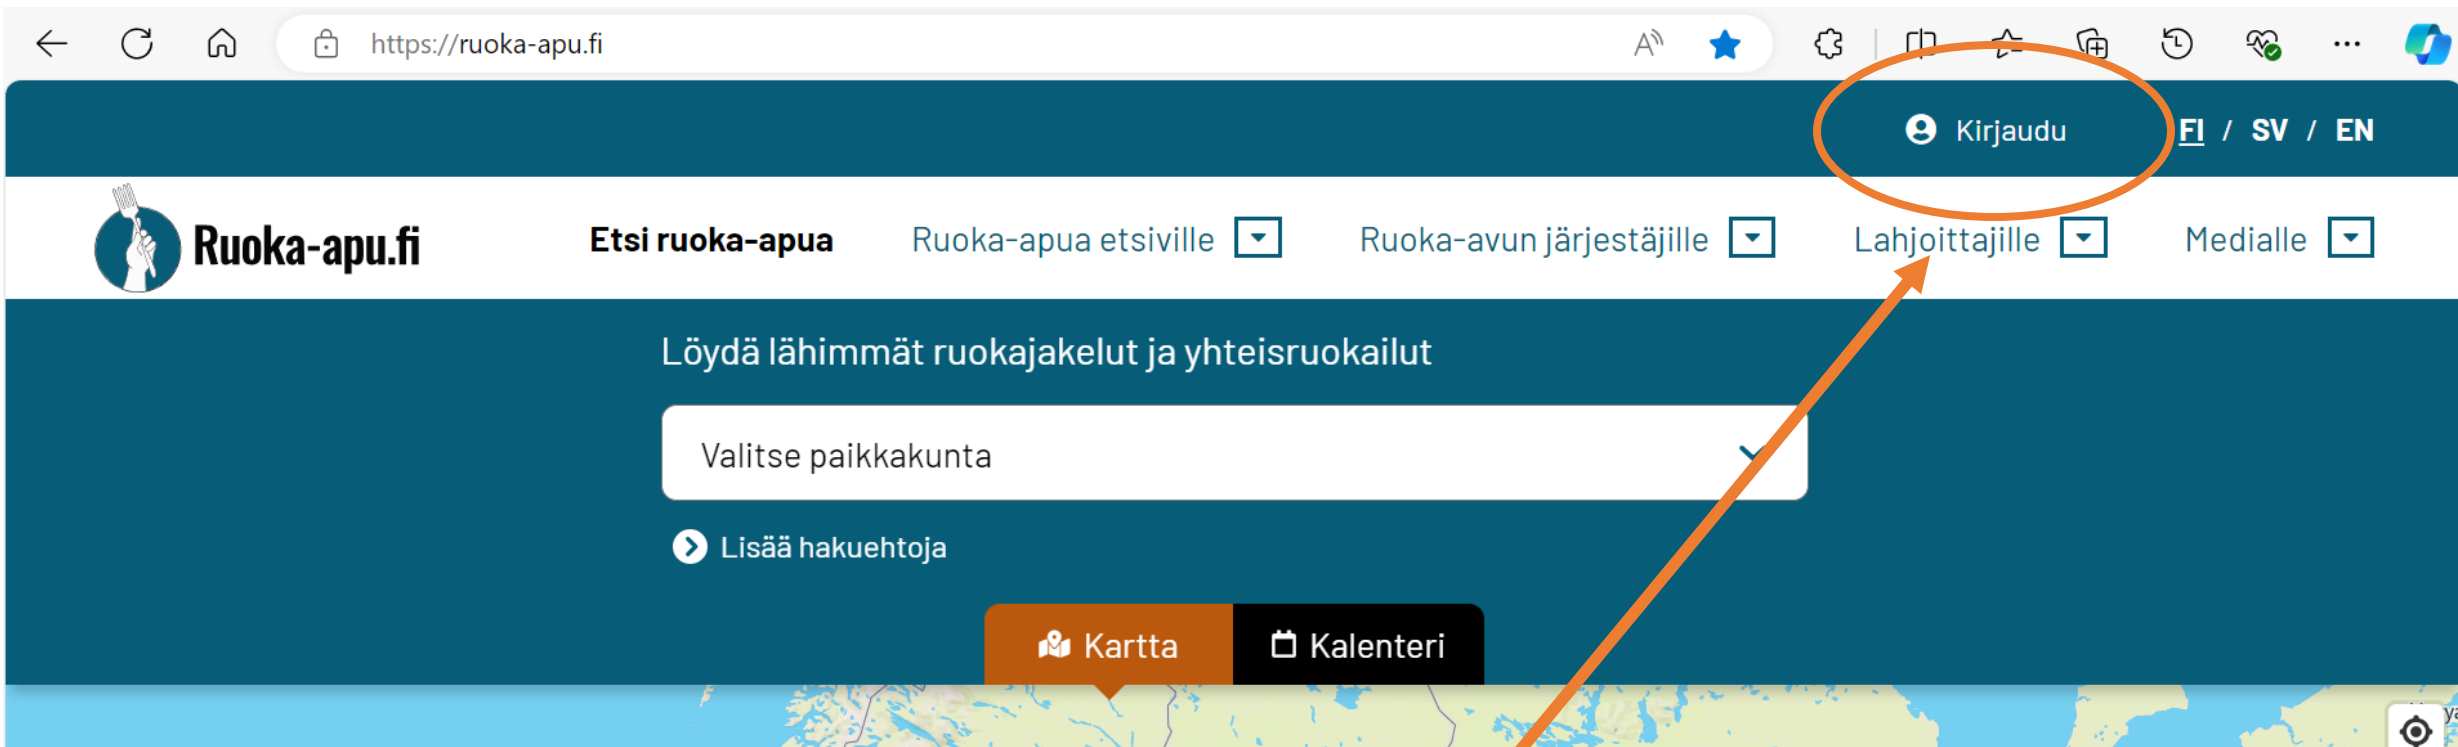 https://ruoka-apu.fi
Kirjaudu
FI / SV / EN
Ruoka-apu.fi
Etsi ruoka-apua Ruoka-apua etsiville Ruoka-avun järjestäjille Lahjoittajille Medialle
Löydä lähimmät ruokajakelut ja yhteisruokailut
Valitse paikkakunta
Lisää hakuehtoja
Kartta Kalenteri